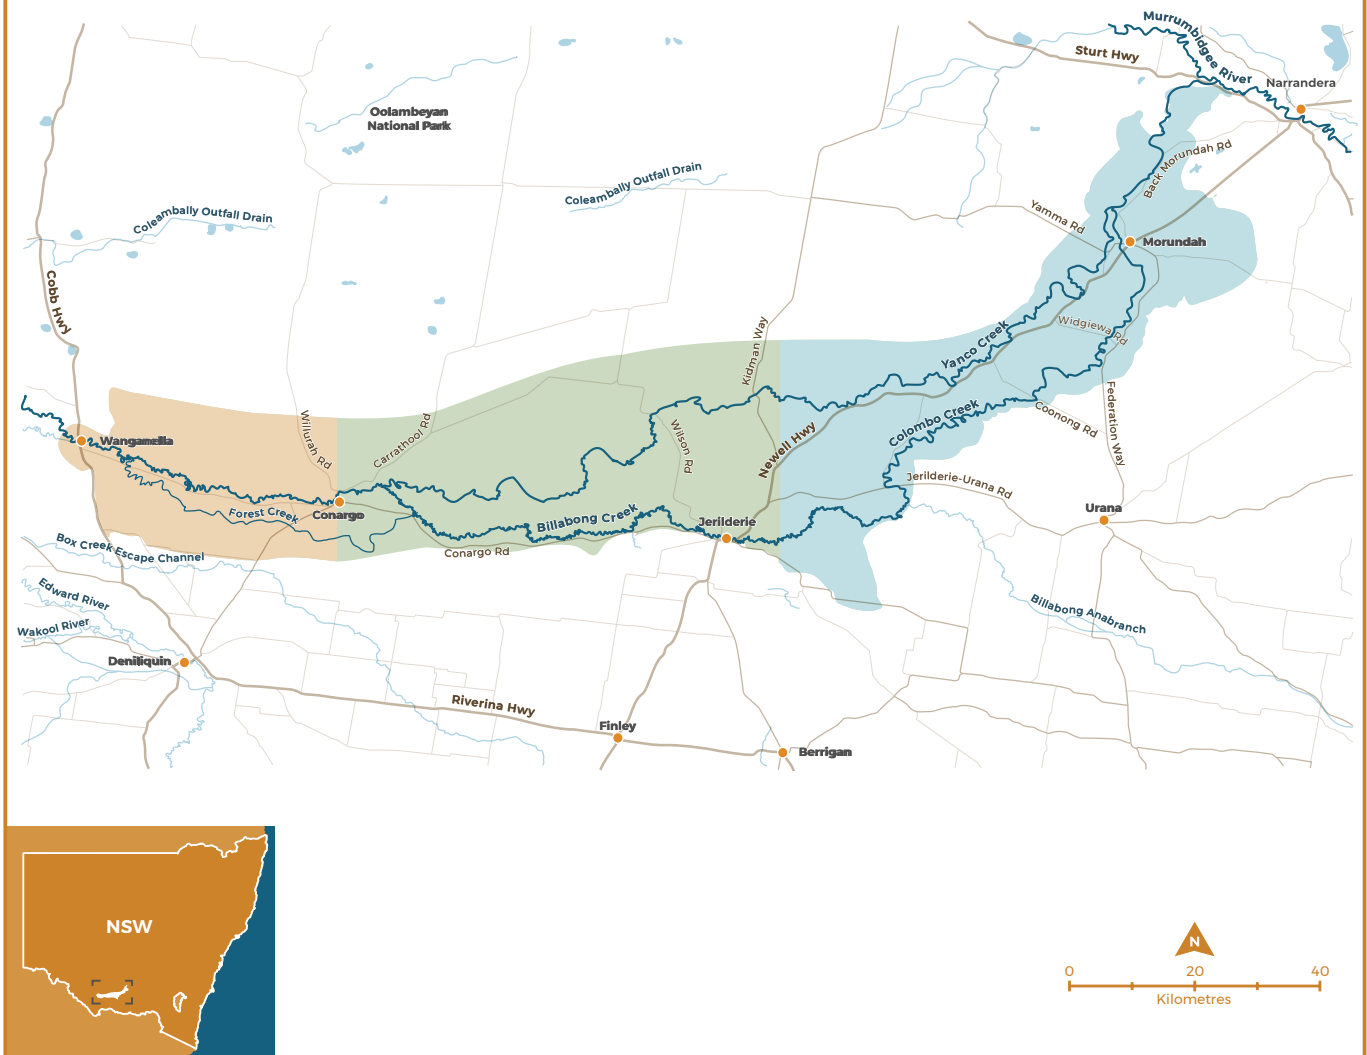 Murrumbidgee River
Sturt Hwy
Narrandera
Oolambeyan
National Park
Back Morundah Rd
Coleambally Outfall Drain
Coleambally Outfall Drain
Yamma Rd
Morundah
Cobb Hwy
Kidman Way
Yanco Creek
Widgiewa Rd
Federation Way
Willurah Rd
Carrathool Rd
Wilson Rd
Newell Hwy
Colombo Creek
Coonong Rd
Wanganella
Jerilderie-Urana Rd
Forest Creek
Conargo
Billabong Creek
Jerilderie
Urana
Box Creek Escape Channel
Conargo Rd
Edward River
Billabong Anabranch
Wakool River
Deniliquin
Riverina Hwy
Finley
Berrigan
NSW
N
0 20 40
Kilometres